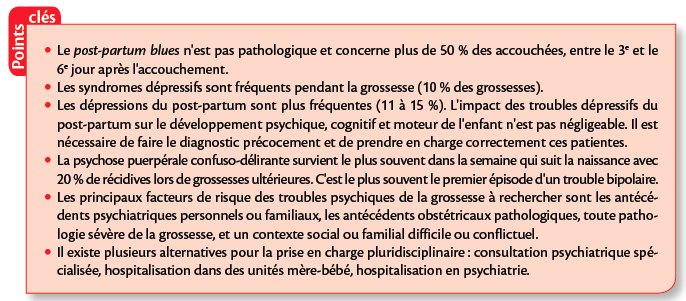 Points clés
• Le post-partum blues n'est pas pathologique et concerne plus de 50 % des accouchées, entre le 3ᵉ et le
6ᵉ jour après l'accouchement.
• Les syndromes dépressifs sont fréquents pendant la grossesse (10 % des grossesses).
• Les dépressions du post-partum sont plus fréquentes (11 à 15 %). L'impact des troubles dépressifs du
post-partum sur le développement psychique, cognitif et moteur de l'enfant n'est pas négligeable. Il est
nécessaire de faire le diagnostic précocement et de prendre en charge correctement ces patientes.
• La psychose puerpérale confuso-délirante survient le plus souvent dans la semaine qui suit la naissance avec
20 % de récidives lors de grossesses ultérieures. C'est le plus souvent le premier épisode d'un trouble bipolaire.
• Les principaux facteurs de risque des troubles psychiques de la grossesse à rechercher sont les antécé-
dents psychiatriques personnels ou familiaux, les antécédents obstétricaux pathologiques, toute patho-
logie sévère de la grossesse, et un contexte social ou familial difficile ou conflictuel.
• Il existe plusieurs alternatives pour la prise en charge pluridisciplinaire : consultation psychiatrique spé-
cialisée, hospitalisation dans des unités mère-bébé, hospitalisation en psychiatrie.